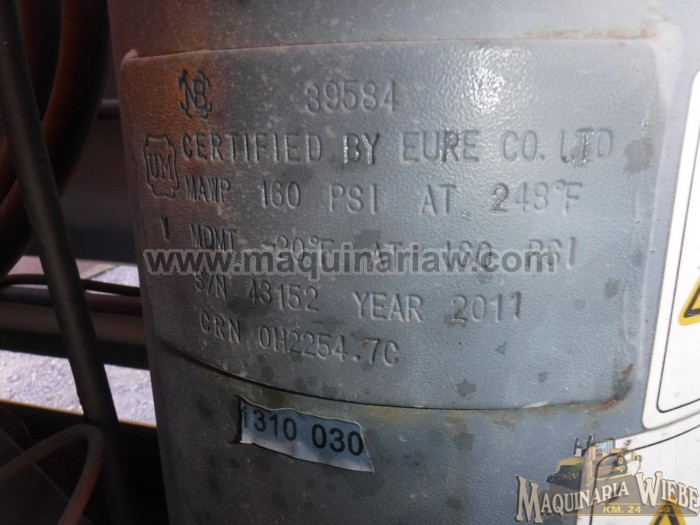 NB 39584
UM CERTIFIED BY EURE CO. LTD
MAWP 160 PSI AT 248°F
MDMT -20°F AT 160 PSI
www.maquinariaw.com
S/N 43152 YEAR 2011
CRN 0H2254.7C
1310 030
MAQUINARIA WIEBE
KM. 24